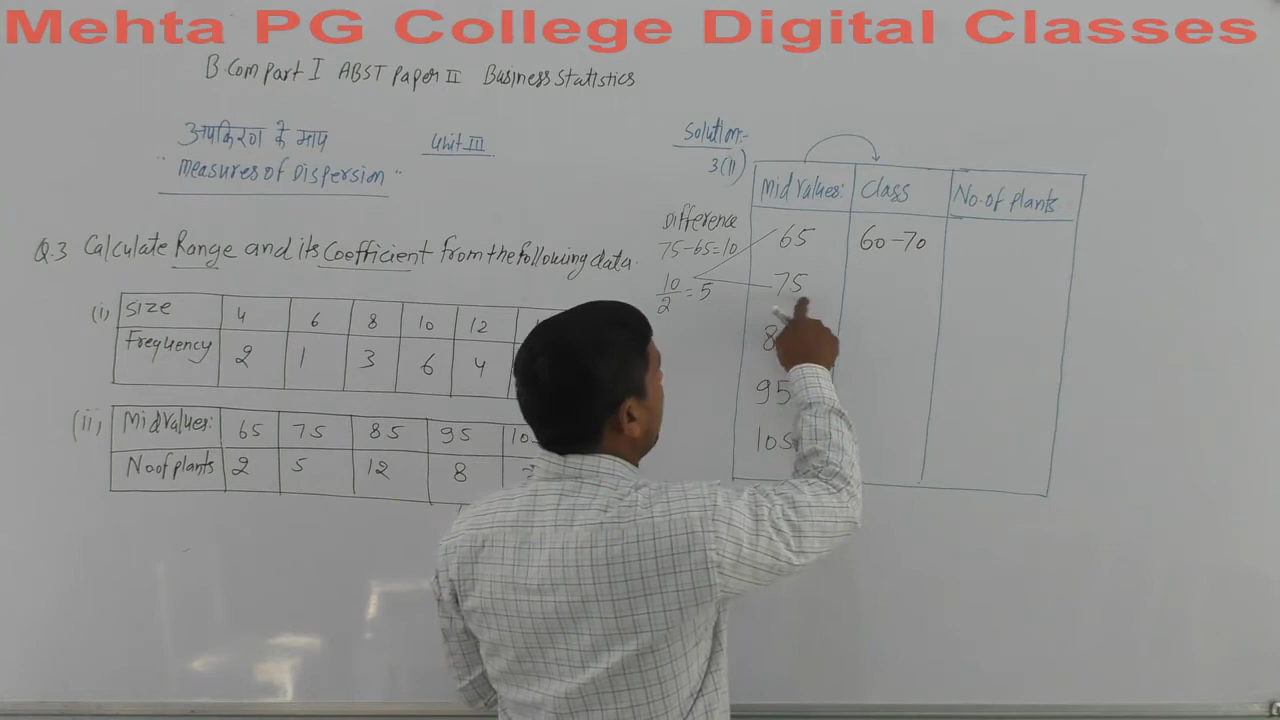 Mehta PG College Digital Classes
B.Com Part I ABST Paper II Business Statistics
अपकिरण के माप
Unit III
"Measures of Dispersion"
Q.3 Calculate Range and its Coefficient from the following data.
(i) Size 4 6 8 10 12
Frequency 2 1 3 6 4
(ii) Midvalues: 65 75 85 95
No of plants 2 5 12 8
Solution:-
3(ii)
Mid values: Class No. of plants
Difference
75-65=10
10/2 = 5
65 60-70
75
95
105